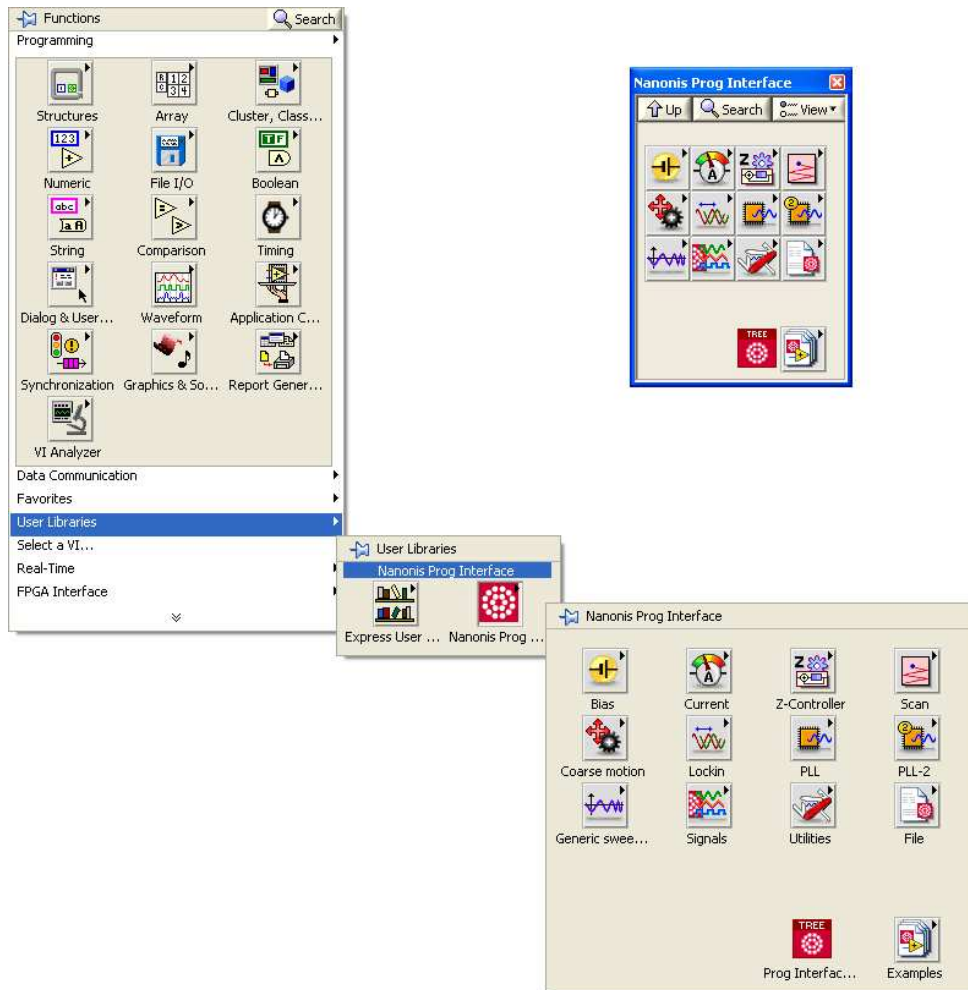 Functions
Search
Programming
Structures
Array
Cluster, Class...
Numeric
File I/O
Boolean
String
Comparison
Timing
Dialog & User...
Waveform
Application C...
Synchronization
Graphics & So...
Report Gener...
VI Analyzer
Data Communication
Favorites
User Libraries
Select a VI...
Real-Time
FPGA Interface
User Libraries
Nanonis Prog Interface
Express User ...
Nanonis Prog ...
Nanonis Prog Interface
Bias
Current
Z-Controller
Scan
Coarse motion
Lockin
PLL
PLL-2
Generic swee...
Signals
Utilities
File
TREE
Prog Interfac...
Examples
Nanonis Prog Interface
Up
Search
View
TREE